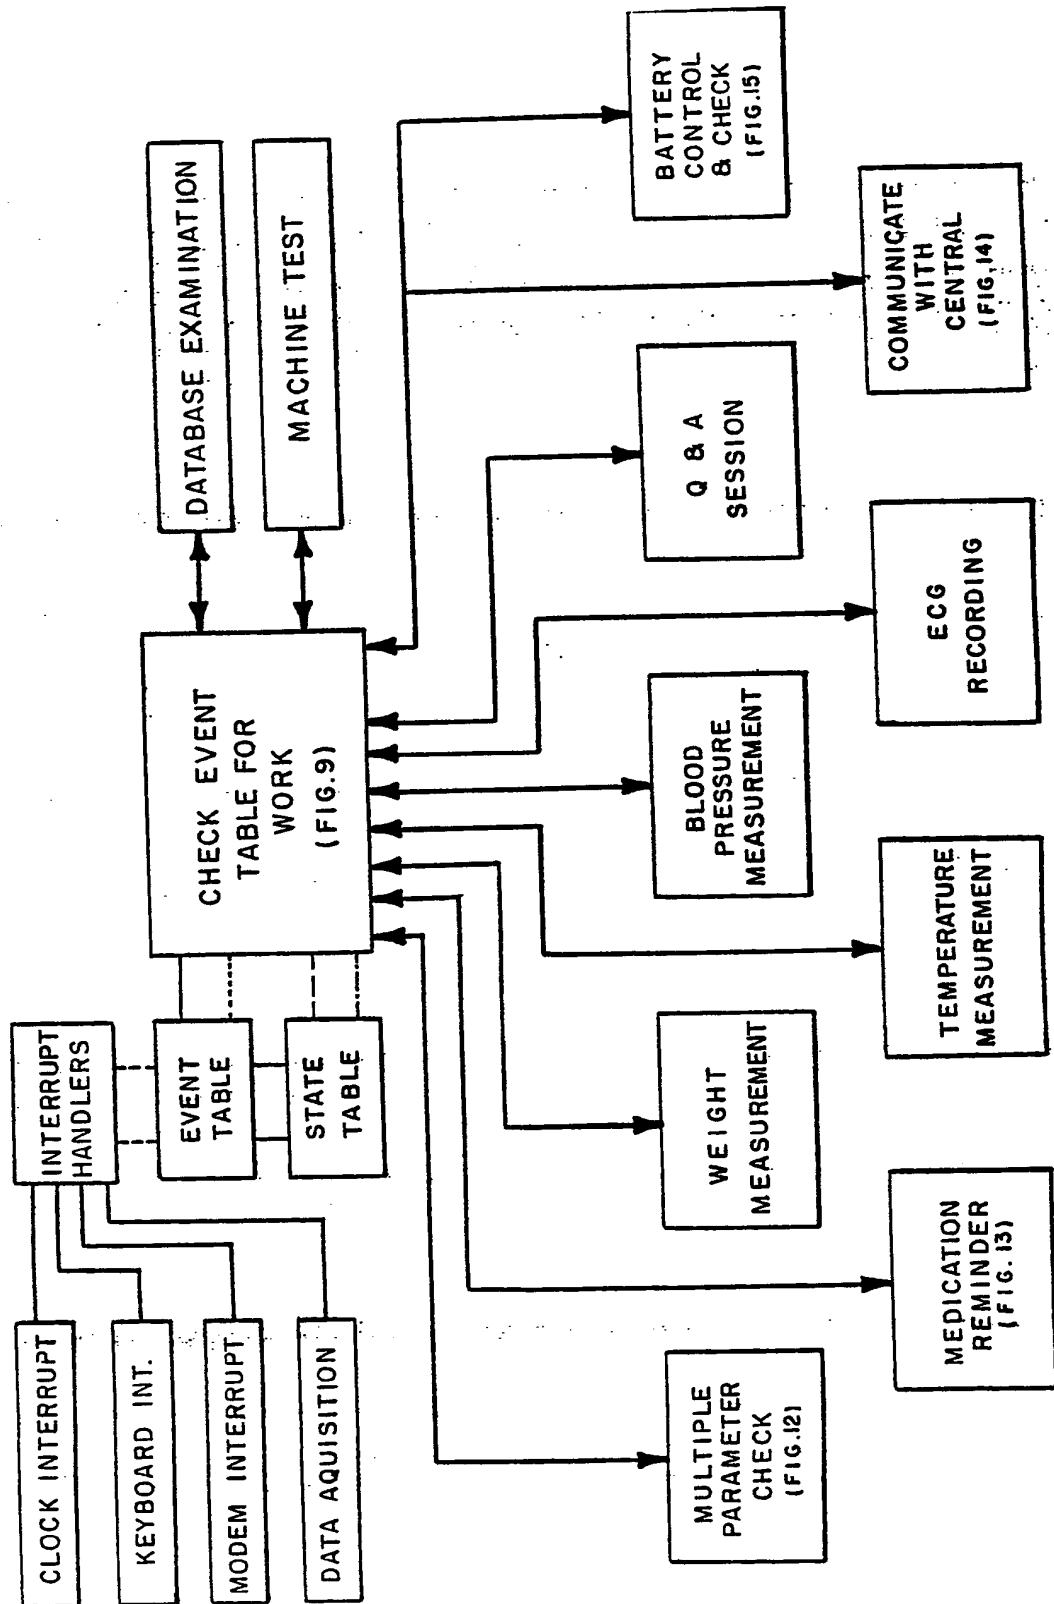 CLOCK INTERRUPT
KEYBOARD INT.
MODEM INTERRUPT
DATA AQUISITION
INTERRUPT
HANDLERS
EVENT
TABLE
STATE
TABLE
CHECK EVENT
TABLE FOR
WORK
(FIG.9)
DATABASE EXAMINATION
MACHINE TEST
MULTIPLE
PARAMETER
CHECK
(FIG.12)
MEDICATION
REMINDER
(FIG.13)
WEIGHT
MEASUREMENT
TEMPERATURE
MEASUREMENT
BLOOD
PRESSURE
MEASUREMENT
ECG
RECORDING
Q & A
SESSION
COMMUNICATE
WITH
CENTRAL
(FIG,14)
BATTERY
CONTROL
& CHECK
(FIG.15)